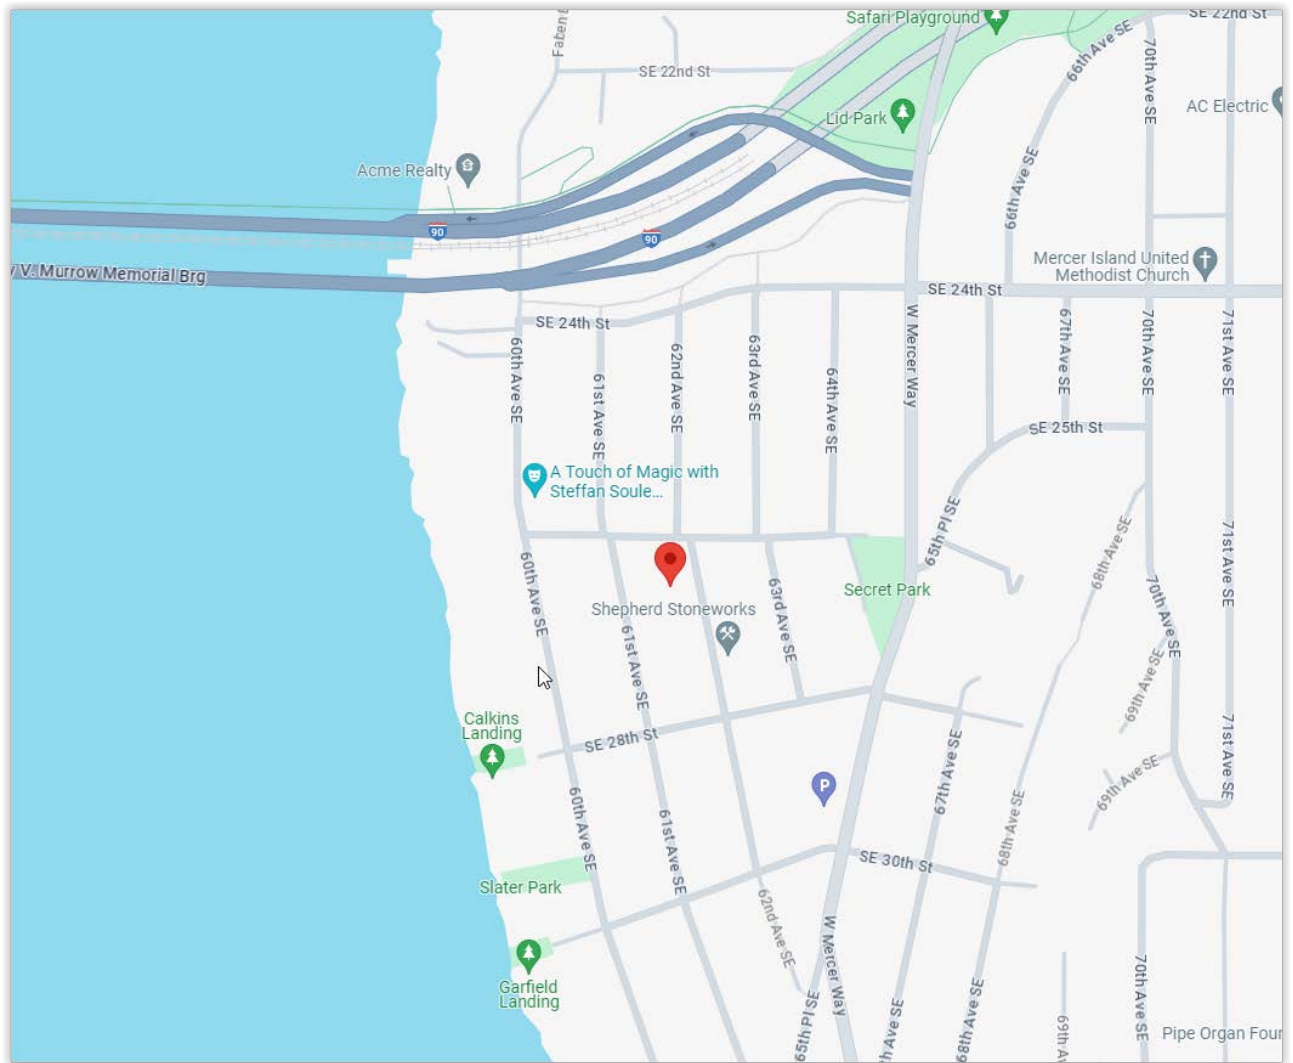 Safari Playground
SE 22nd St
Faben
SE 22nd St
66th Ave SE
70th Ave SE
AC Electric
Lid Park
Acme Realty
66th Ave SE
90
90
V. Murrow Memorial Brg
Mercer Island United
Methodist Church
SE 24th St
SE 24th St
60th Ave SE
61st Ave SE
62nd Ave SE
63rd Ave SE
64th Ave SE
W Mercer Way
67th Ave SE
70th Ave SE
71st Ave SE
SE 25th St
A Touch of Magic with
Steffan Soule...
65th Pl SE
68th Ave SE
71st Ave SE
60th Ave SE
Secret Park
Shepherd Stoneworks
63rd Ave SE
70th Ave SE
61st Ave SE
69th Ave SE
Calkins
Landing
SE 28th St
71st Ave SE
67th Ave SE
69th Ave SE
P
60th Ave SE
61st Ave SE
68th Ave SE
SE 30th St
Slater Park
62nd Ave SE
W Mercer Way
Garfield
Landing
65th Pl SE
h Ave SE
68th Ave SE
69th A
70th Ave SE
Pipe Organ Four